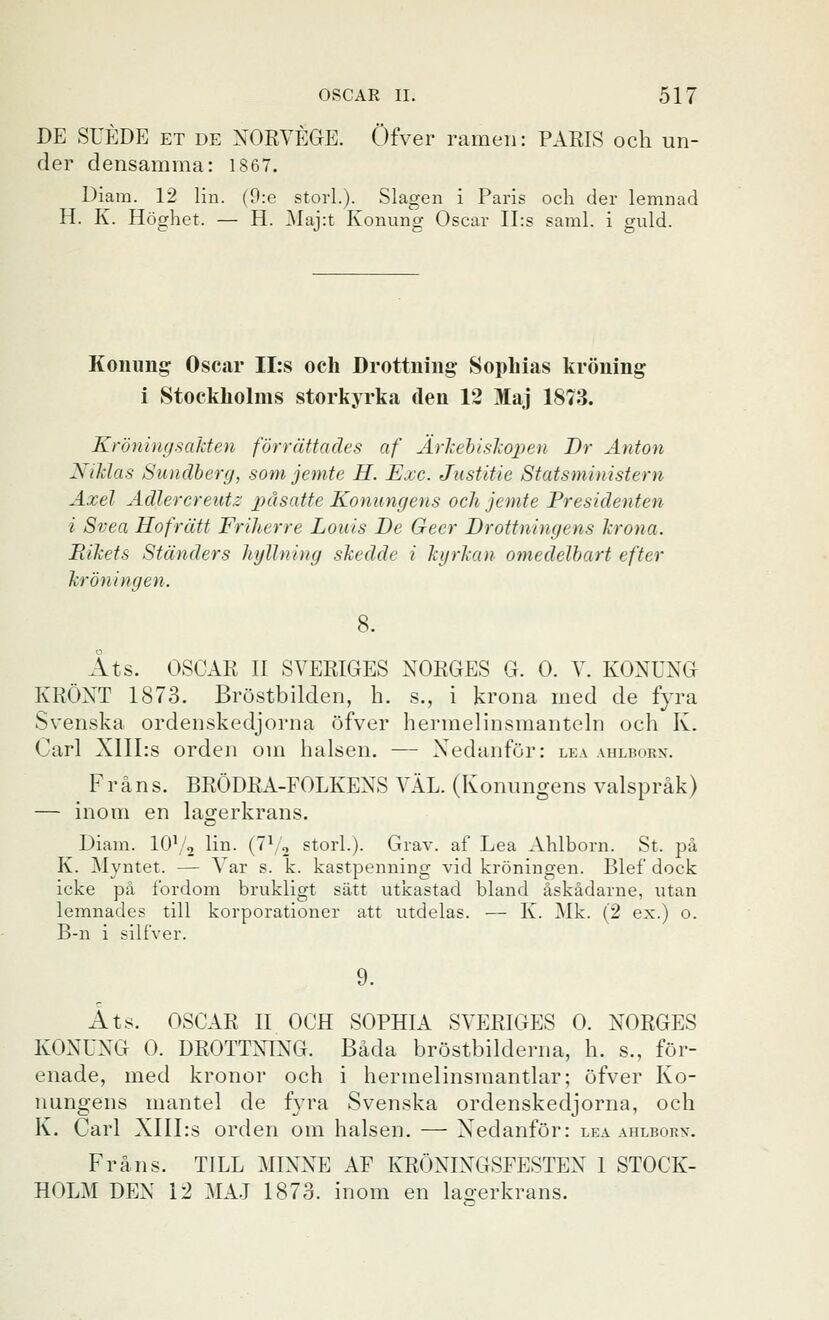 OSCAR II. 517
DE SUÈDE ET DE NORVÈGE. Öfver ramen: PARIS och un-
der densamma: 1867.
Diam. 12 lin. (9:e storl.). Slagen i Paris och der lemnad
H. K. Höghet. — H. Maj:t Konung Oscar II:s saml. i guld.
Konung Oscar II:s och Drottning Sophias kröning
i Stockholms storkyrka den 12 Maj 1873.
Kröningsakten förrättades af Ärkebiskopen Dr Anton
Niklas Sundberg, som jemte H. Exc. Justitie Statsministern
Axel Adlercreutz påsatte Konungens och jemte Presidenten
i Svea Hofrätt Friherre Louis De Geer Drottningens krona.
Rikets Ständers hyllning skedde i kyrkan omedelbart efter
kröningen.
8.
Åts. OSCAR II SVERIGES NORGES G. O. V. KONUNG
KRÖNT 1873. Bröstbilden, h. s., i krona med de fyra
Svenska ordenskedjorna öfver hermelinsmanteln och K.
Carl XIII:s orden om halsen. — Nedanför: LEA AHLBORN.
Fråns. BRÖDRA-FOLKENS VÄL. (Konungens valspråk)
— inom en lagerkrans.
Diam. 10½ lin. (7½ storl.). Grav. af Lea Ahlborn. St. på
K. Myntet. — Var s. k. kastpenning vid kröningen. Blef dock
icke på fordom brukligt sätt utkastad bland åskådarne, utan
lemnades till korporationer att utdelas. — K. Mk. (2 ex.) o.
B-n i silfver.
9.
Åts. OSCAR II OCH SOPHIA SVERIGES O. NORGES
KONUNG O. DROTTNING. Båda bröstbilderna, h. s., för-
enade, med kronor och i hermelinsmantlar; öfver Ko-
nungens mantel de fyra Svenska ordenskedjorna, och
K. Carl XIII:s orden om halsen. — Nedanför: LEA AHLBORN.
Fråns. TILL MINNE AF KRÖNINGSFESTEN I STOCK-
HOLM DEN 12 MAJ 1873. inom en lagerkrans.